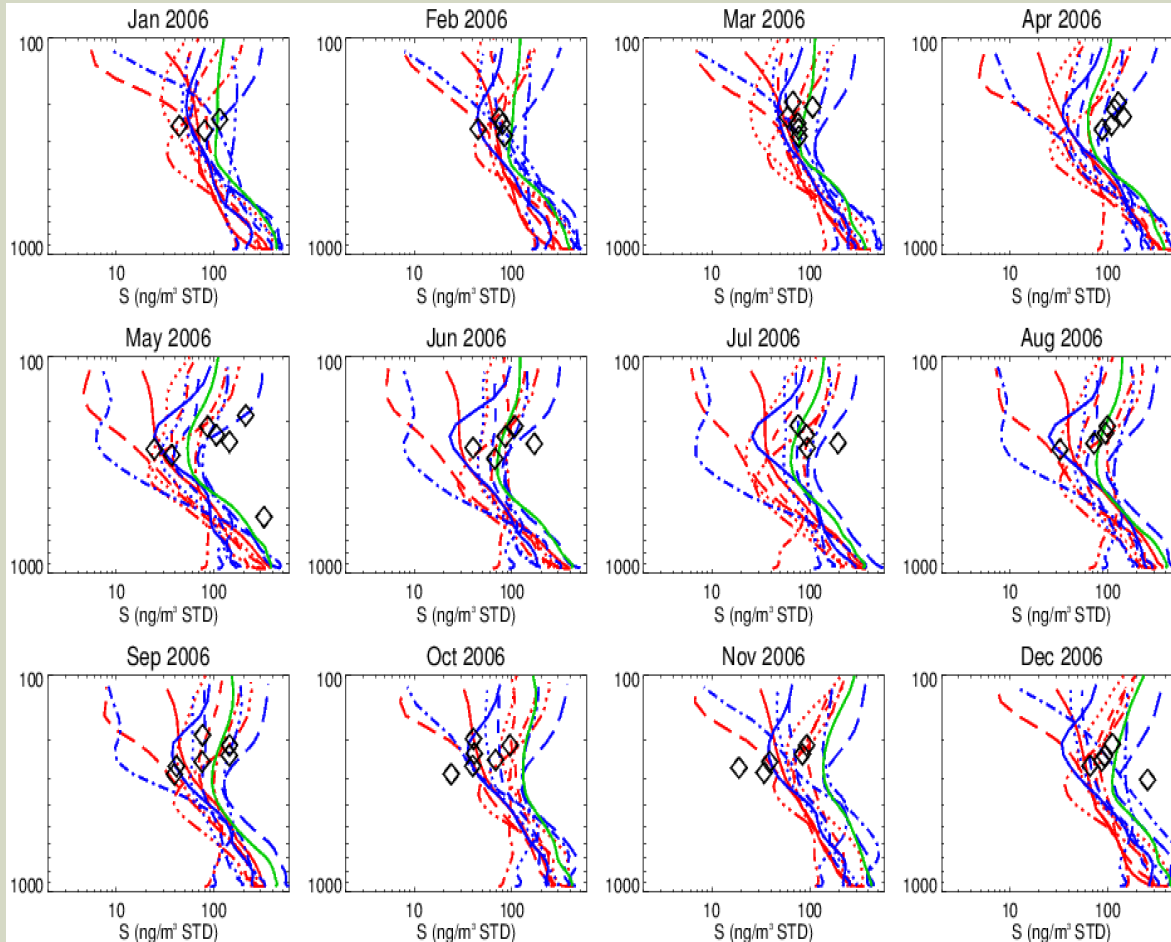 Jan 2006 Feb 2006 Mar 2006 Apr 2006
100 100 100 100
1000 1000 1000 1000
10 100 10 100 10 100 10 100
S (ng/m³ STD) S (ng/m³ STD) S (ng/m³ STD) S (ng/m³ STD)
May 2006 Jun 2006 Jul 2006 Aug 2006
100 100 100 100
1000 1000 1000 1000
10 100 10 100 10 100 10 100
S (ng/m³ STD) S (ng/m³ STD) S (ng/m³ STD) S (ng/m³ STD)
Sep 2006 Oct 2006 Nov 2006 Dec 2006
100 100 100 100
1000 1000 1000 1000
10 100 10 100 10 100 10 100
S (ng/m³ STD) S (ng/m³ STD) S (ng/m³ STD) S (ng/m³ STD)